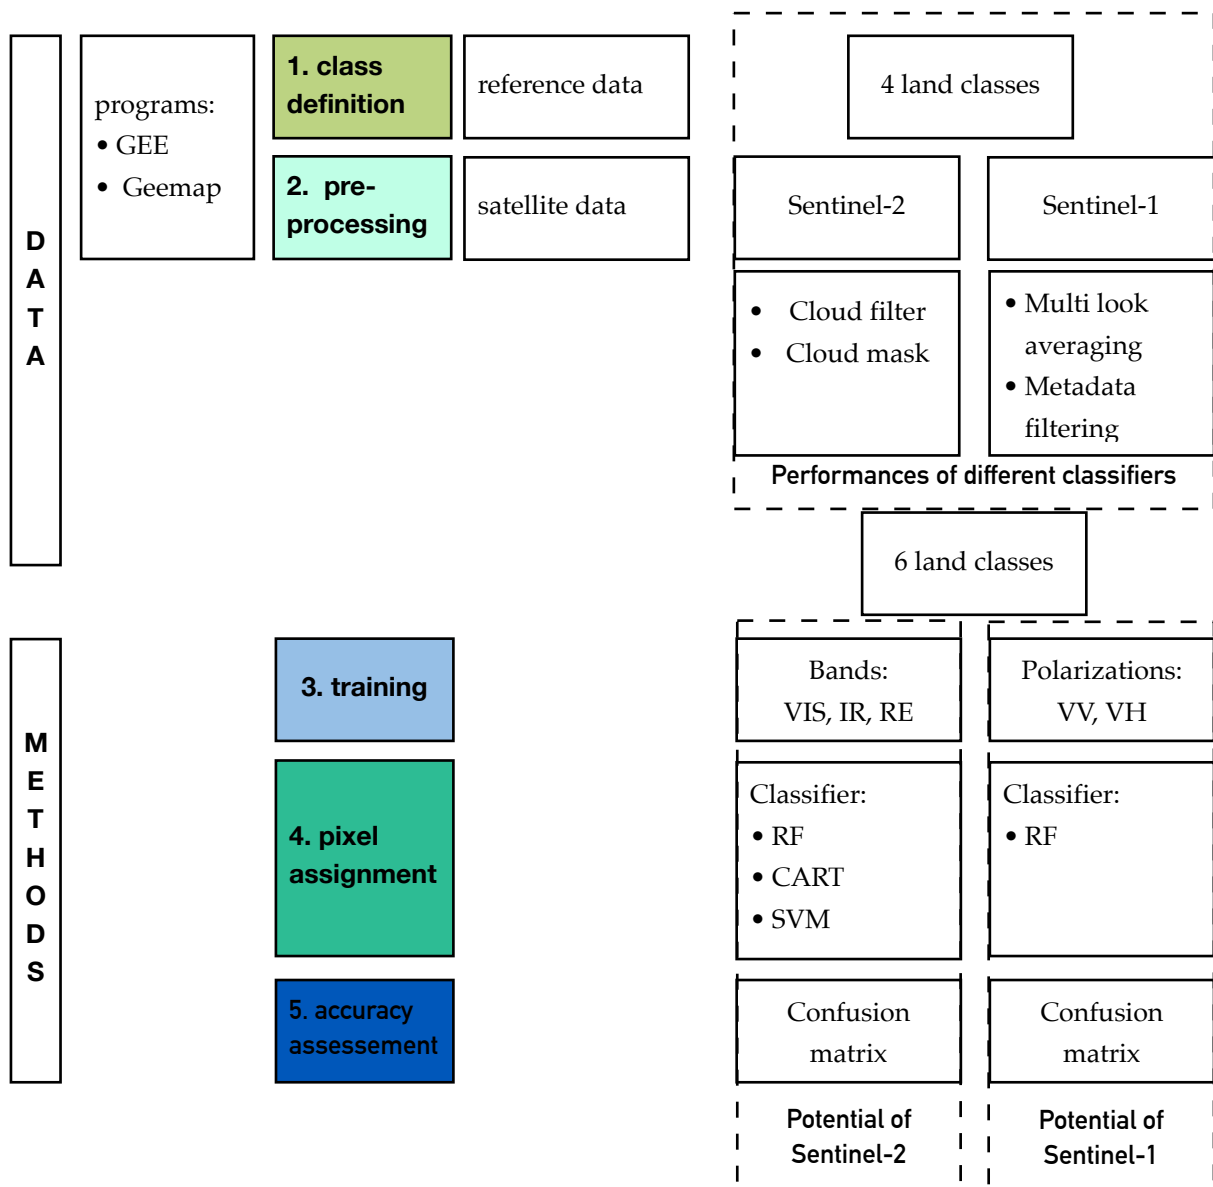 DATA
programs:
• GEE
• Geemap
1. class
definition
reference data
2. pre-
processing
satellite data
4 land classes
Sentinel-2
Sentinel-1
• Cloud filter
• Cloud mask
• Multi look
averaging
• Metadata
filtering
Performances of different classifiers
6 land classes
METHODS
3. training
Bands:
VIS, IR, RE
Polarizations:
VV, VH
4. pixel
assignment
Classifier:
• RF
• CART
• SVM
Classifier:
• RF
5. accuracy
assessement
Confusion
matrix
Confusion
matrix
Potential of
Sentinel-2
Potential of
Sentinel-1